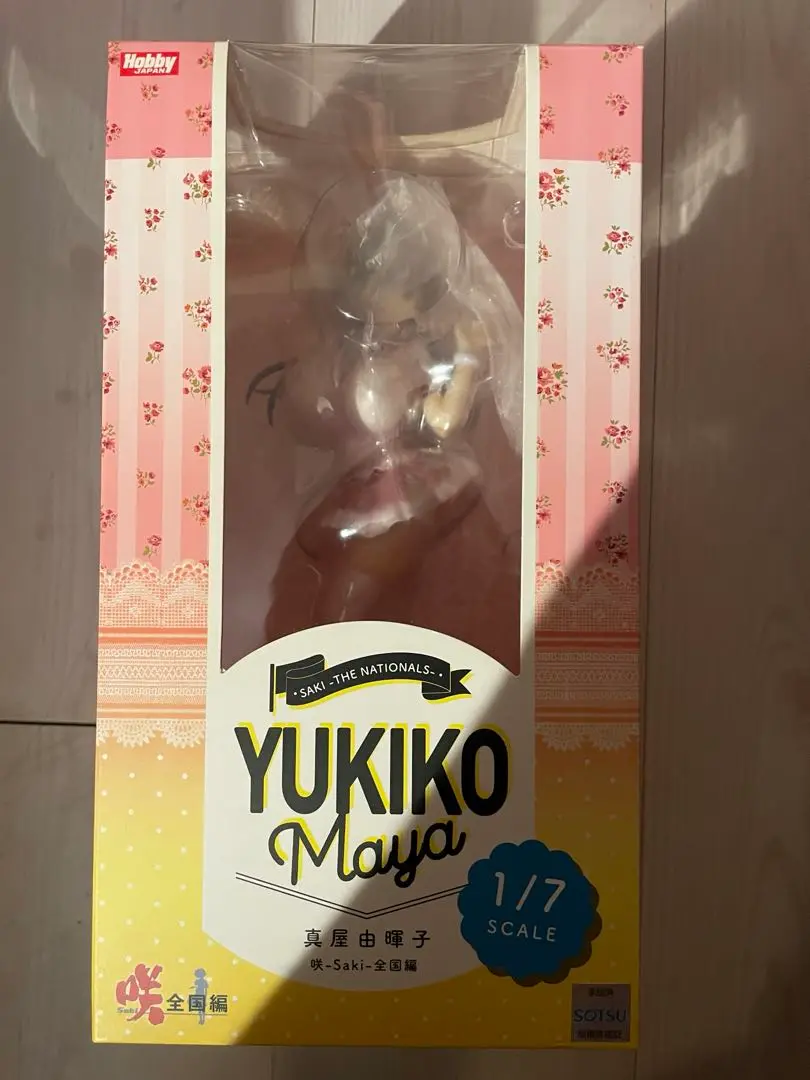 Hobby
JAPAN
・SAKI -THE NATIONALS-・
YUKIKO
Maya
1/7
SCALE
真屋由暉子
咲-Saki-全国編
咲
Saki
全国編
SOTSU